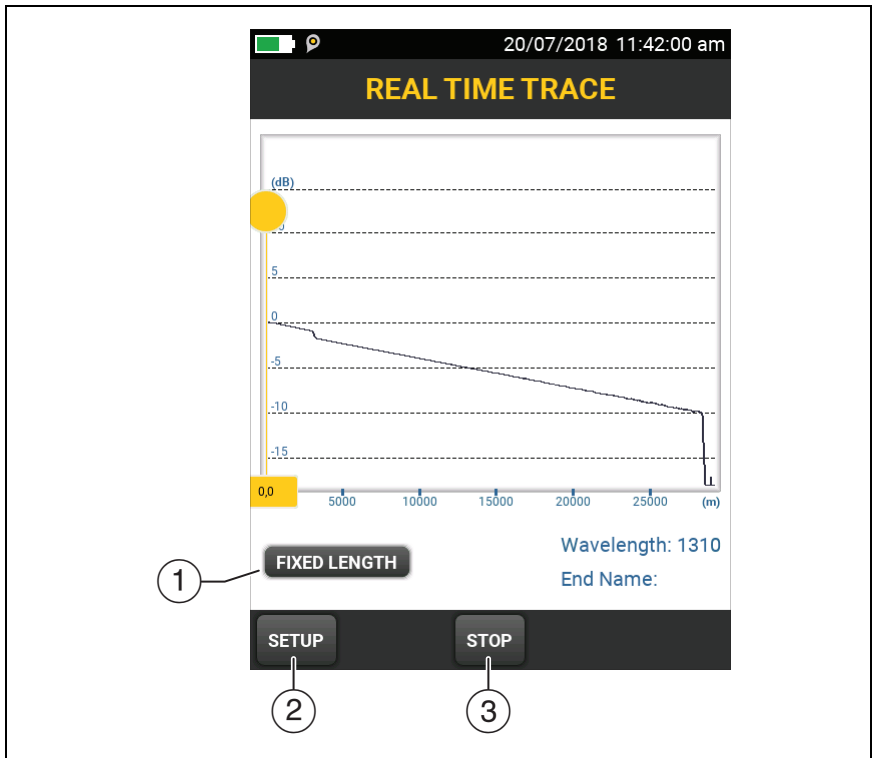 20/07/2018 11:42:00 am
REAL TIME TRACE
(dB)
5
0
-5
-10
-15
0,0
5000 10000 15000 20000 25000 (m)
Wavelength: 1310
FIXED LENGTH
End Name:
1
SETUP STOP
2 3